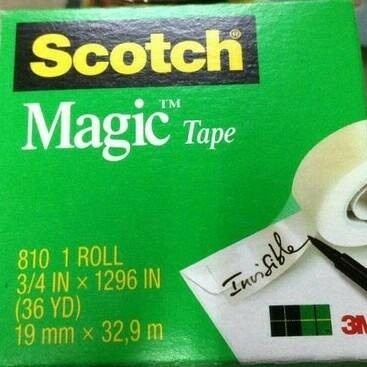 Scotch®
Magic™ Tape
810 1 ROLL
3/4 IN × 1296 IN
(36 YD)
19 mm × 32,9 m
Invisible
3M